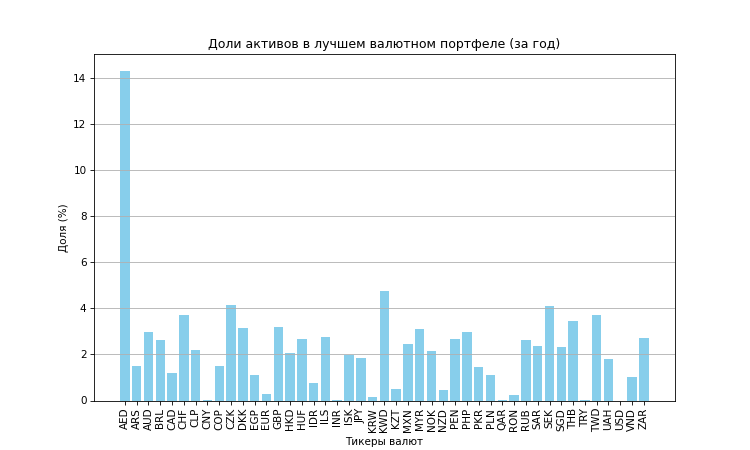 Доли активов в лучшем валютном портфеле (за год)
Доля (%)
14
12
10
8
6
4
2
0
AED ARS AUD BRL CAD CHF CLP CNY COP CZK DKK EGP EUR GBP HKD HUF IDR ILS INR ISK JPY KRW KWD KZT MXN MYR NOK NZD PEN PHP PKR PLN QAR RON RUB SAR SEK SGD THB TRY TWD UAH USD VND ZAR
Тикеры валют